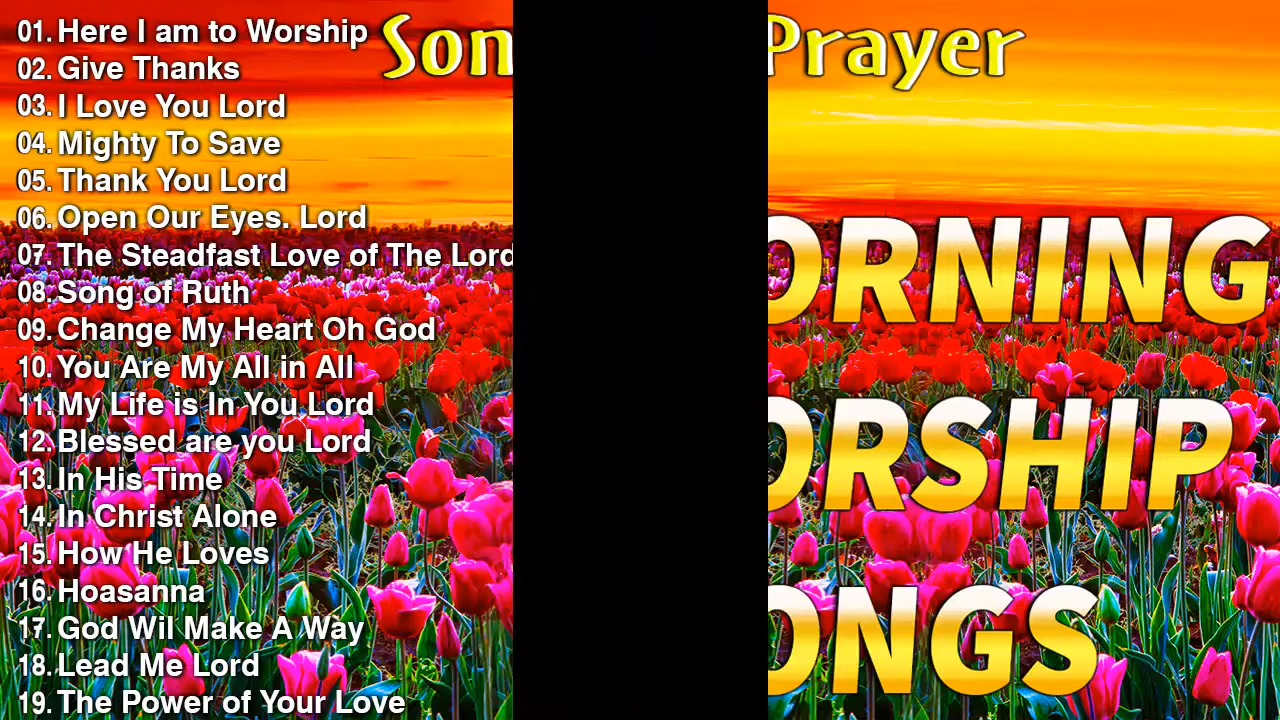 Son Prayer
01. Here I am to Worship
02. Give Thanks
03. I Love You Lord
04. Mighty To Save
05. Thank You Lord
06. Open Our Eyes. Lord
07. The Steadfast Love of The Lord
08. Song of Ruth
09. Change My Heart Oh God
10. You Are My All in All
11. My Life is In You Lord
12. Blessed are you Lord
13. In His Time
14. In Christ Alone
15. How He Loves
16. Hoasanna
17. God Wil Make A Way
18. Lead Me Lord
19. The Power of Your Love
ORNING
ORSHIP
ONGS